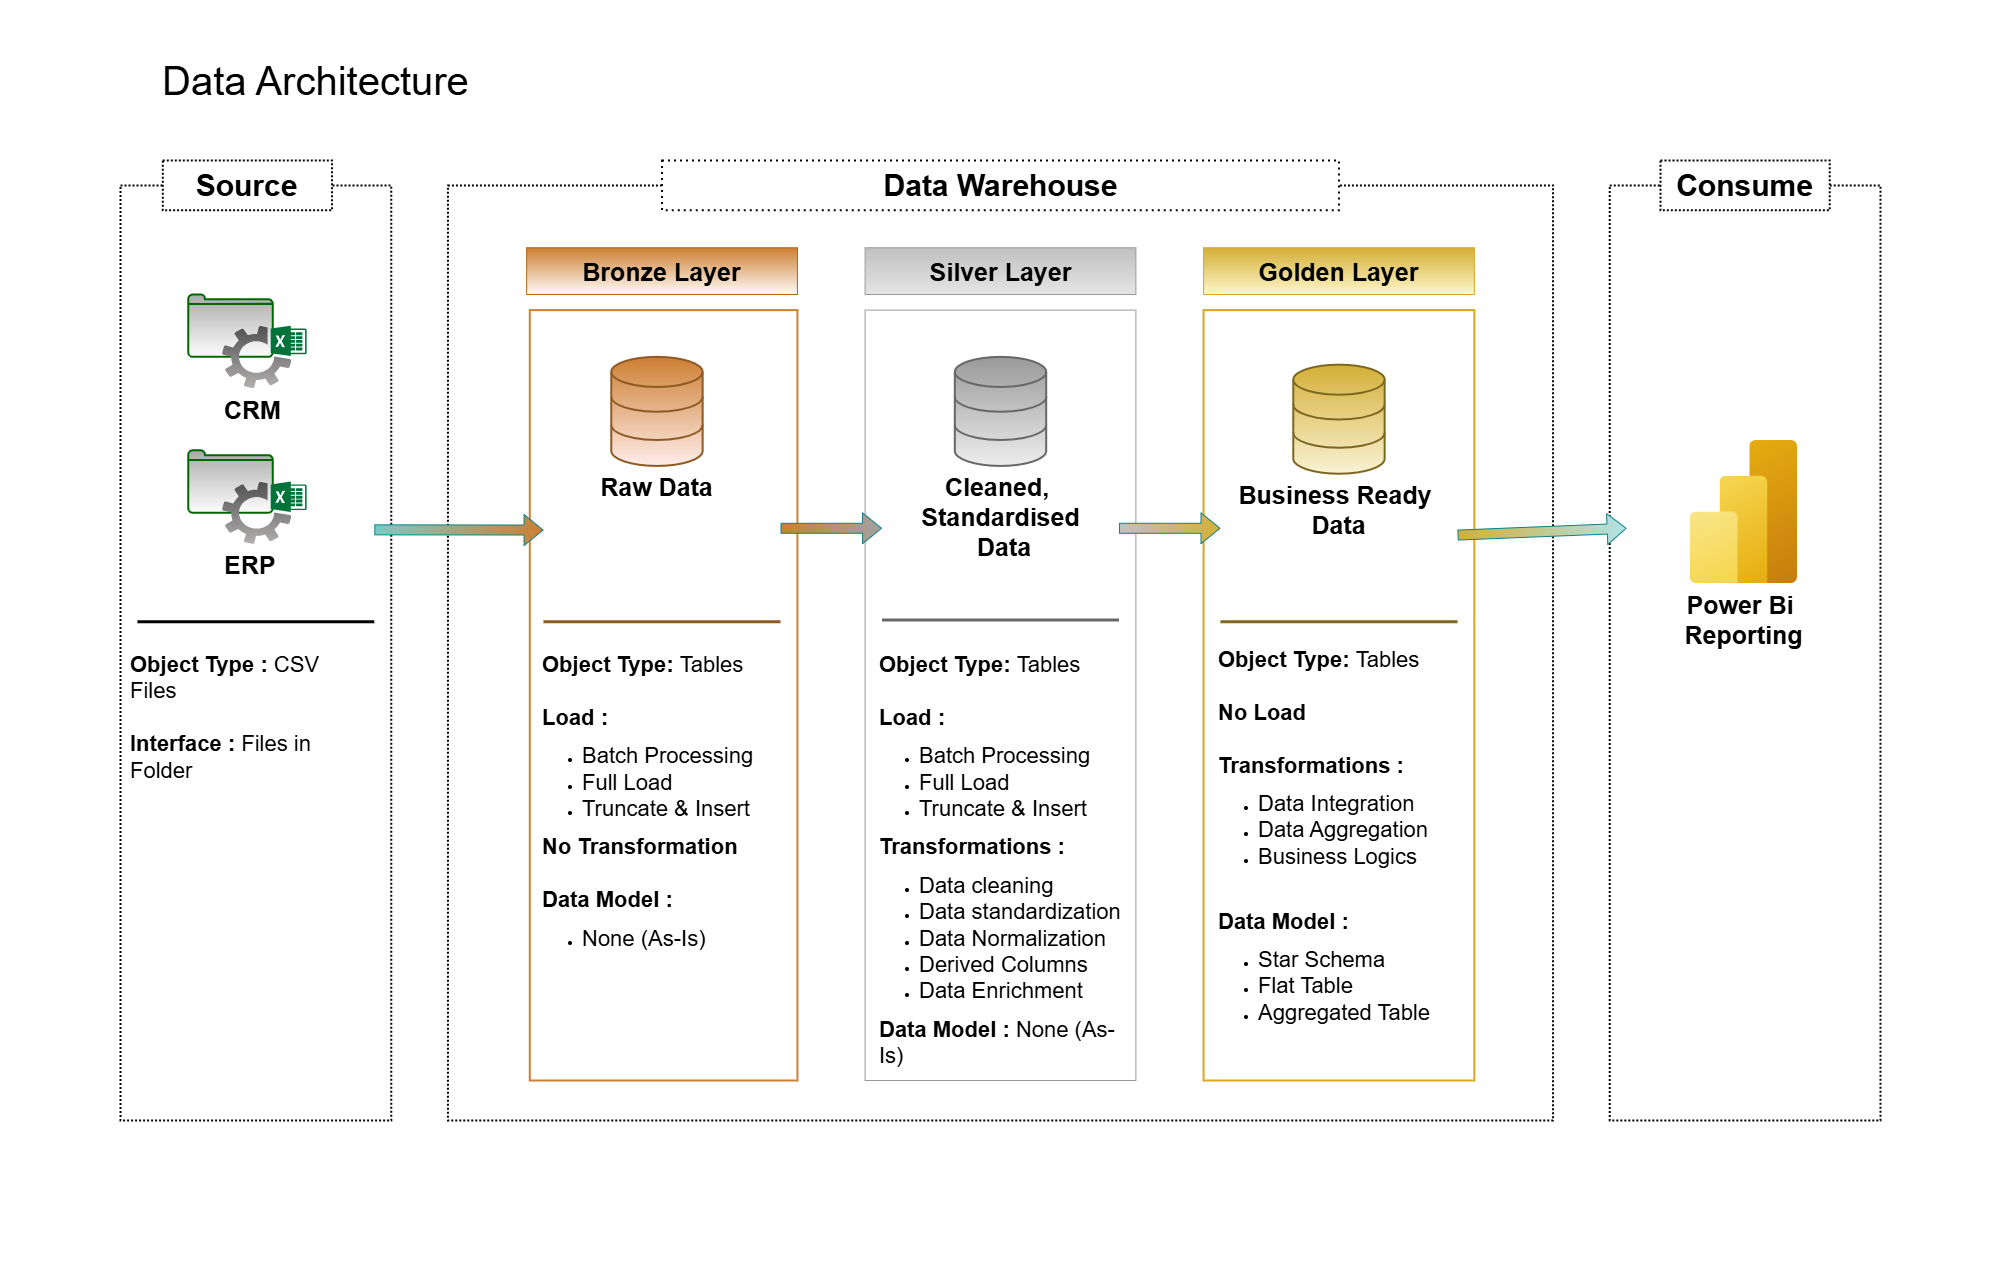 Data Architecture
Source
CRM
ERP
Object Type : CSV
Files
Interface : Files in
Folder
Data Warehouse
Bronze Layer
Raw Data
Object Type: Tables
Load :
• Batch Processing
• Full Load
• Truncate & Insert
No Transformation
Data Model :
• None (As-Is)
Silver Layer
Cleaned,
Standardised
Data
Object Type: Tables
Load :
• Batch Processing
• Full Load
• Truncate & Insert
Transformations :
• Data cleaning
• Data standardization
• Data Normalization
• Derived Columns
• Data Enrichment
Data Model : None (As-
Is)
Golden Layer
Business Ready
Data
Object Type: Tables
No Load
Transformations :
• Data Integration
• Data Aggregation
• Business Logics
Data Model :
• Star Schema
• Flat Table
• Aggregated Table
Consume
Power Bi
Reporting